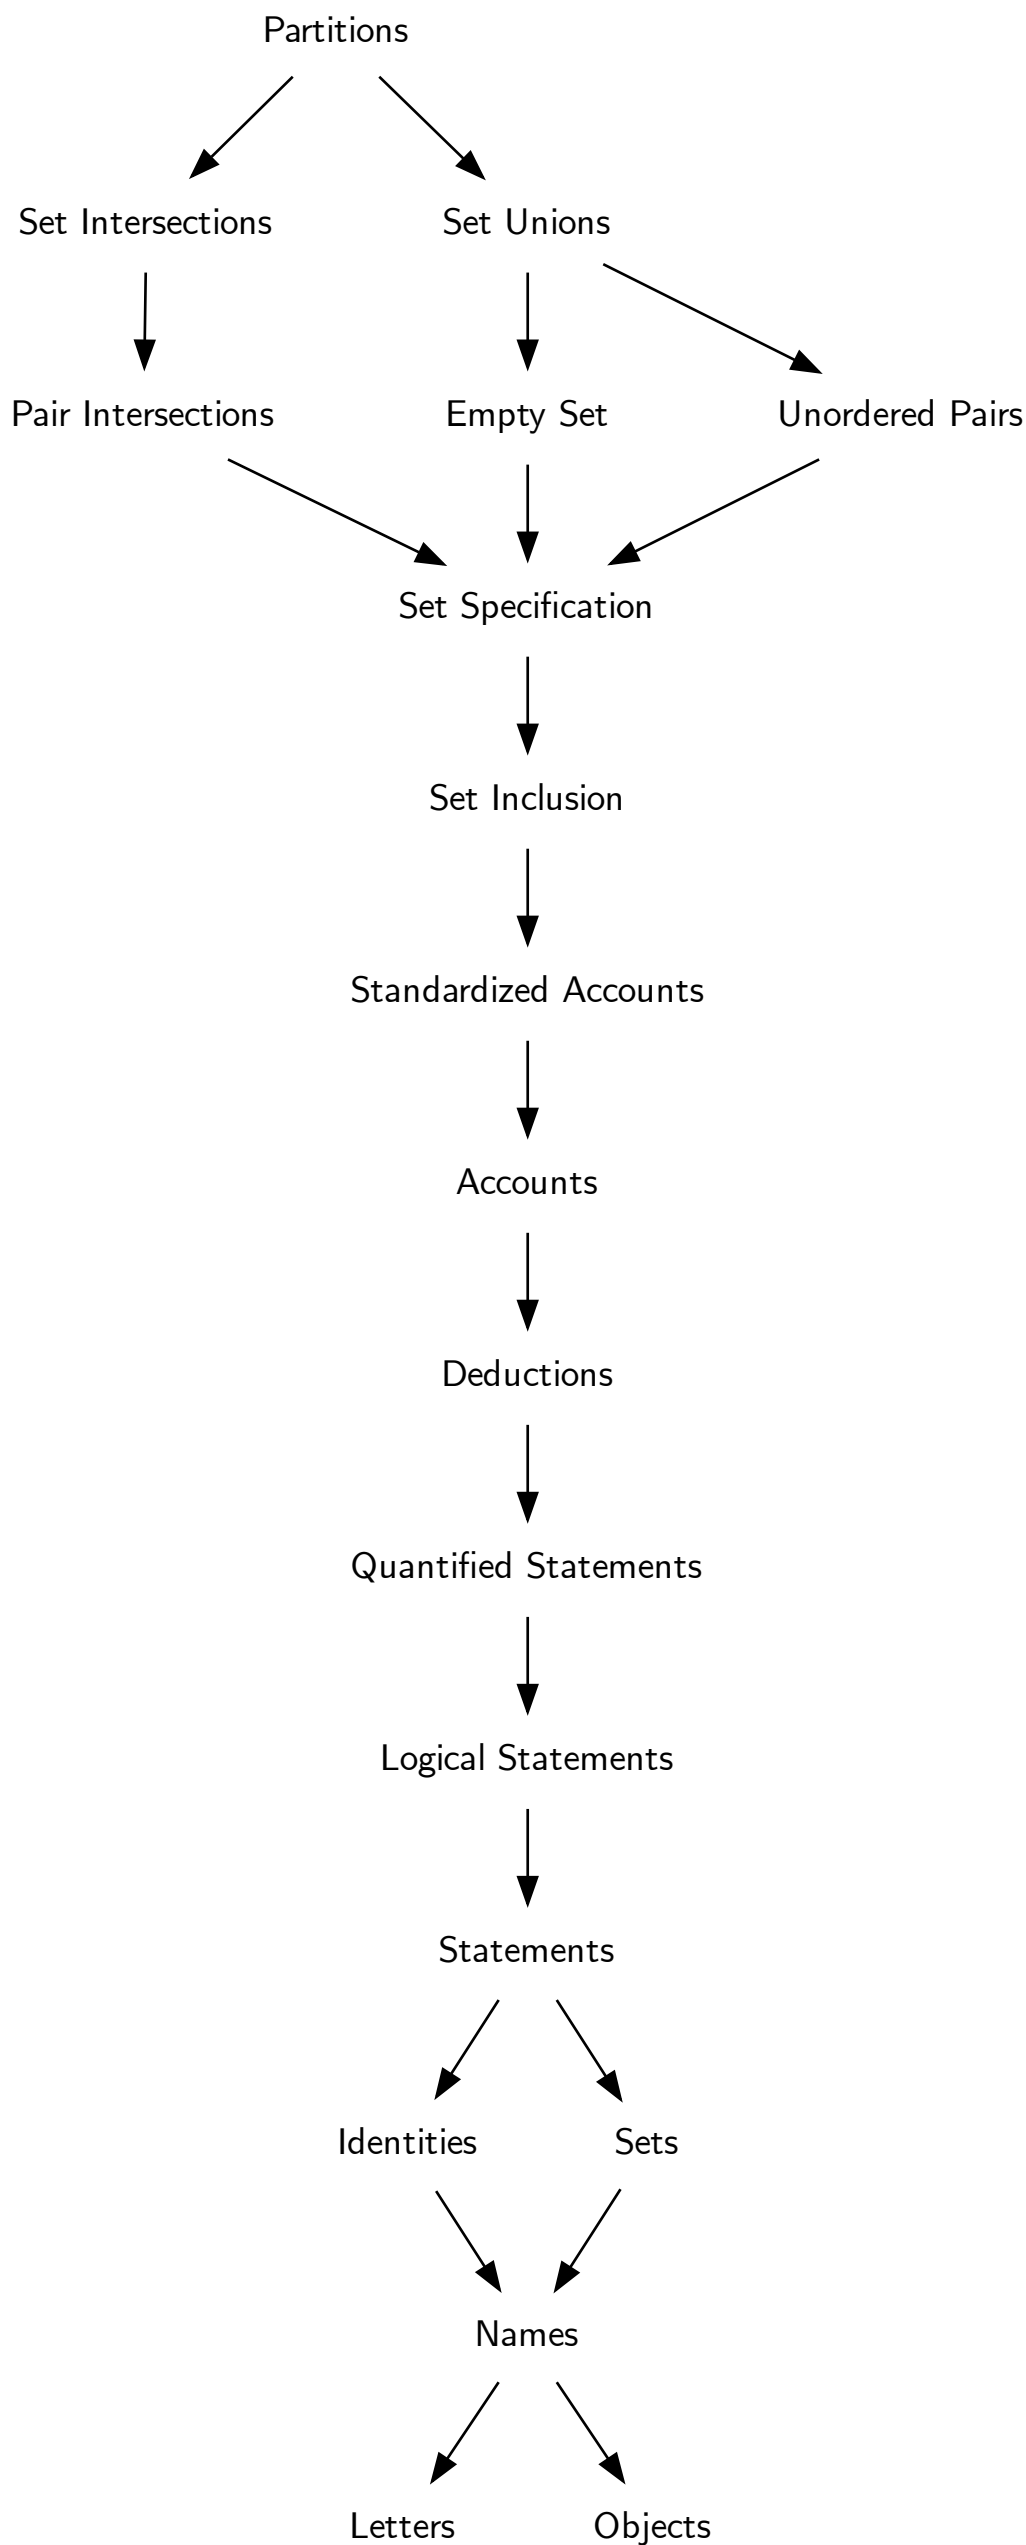 Partitions
Set Intersections
Set Unions
Pair Intersections
Empty Set
Unordered Pairs
Set Specification
Set Inclusion
Standardized Accounts
Accounts
Deductions
Quantified Statements
Logical Statements
Statements
Identities
Sets
Names
Letters
Objects